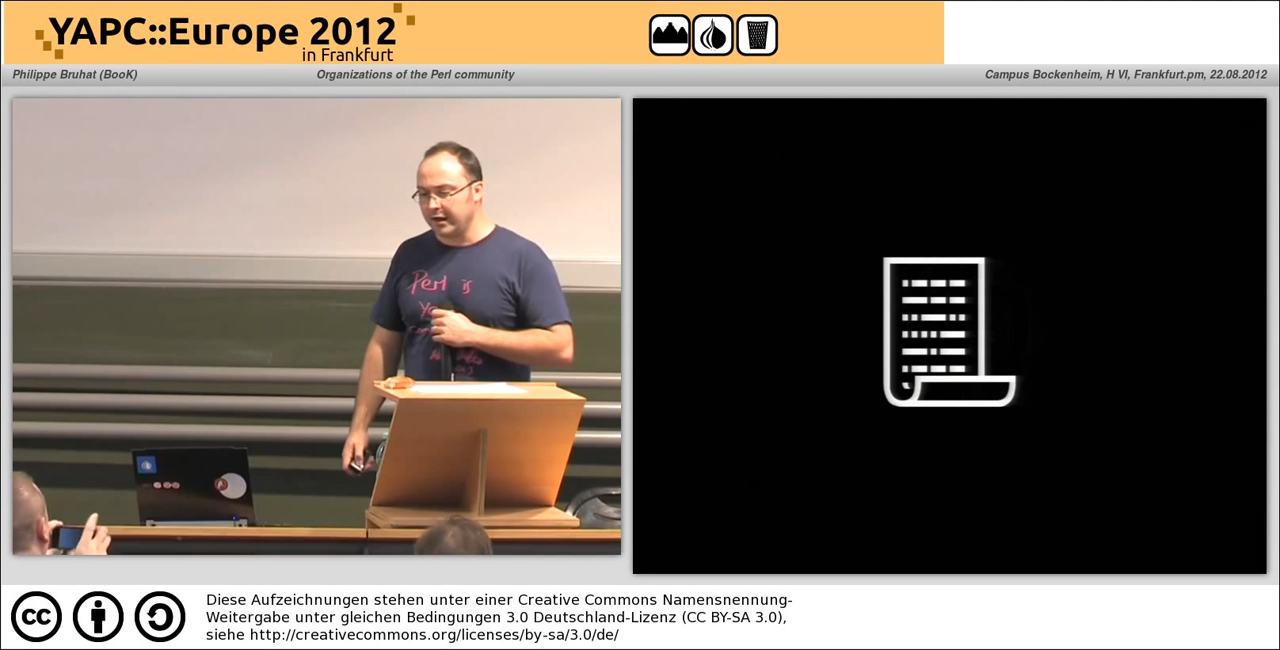 YAPC::Europe 2012
in Frankfurt
Philippe Bruhat (BooK)
Organizations of the Perl community
Campus Bockenheim, H VI, Frankfurt.pm, 22.08.2012
Perl is
cc
Diese Aufzeichnungen stehen unter einer Creative Commons Namensnennung-
Weitergabe unter gleichen Bedingungen 3.0 Deutschland-Lizenz (CC BY-SA 3.0),
siehe http://creativecommons.org/licenses/by-sa/3.0/de/